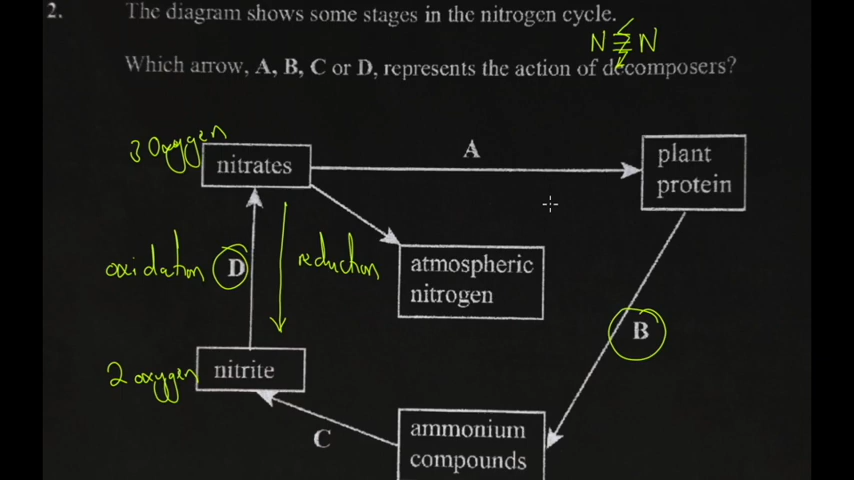 2. The diagram shows some stages in the nitrogen cycle.
N≡N
Which arrow, A, B, C or D, represents the action of decomposers?
3 Oxygen
nitrates
A
plant
protein
oxidation
D
reduction
atmospheric
nitrogen
B
2 oxygen
nitrite
C
ammonium
compounds